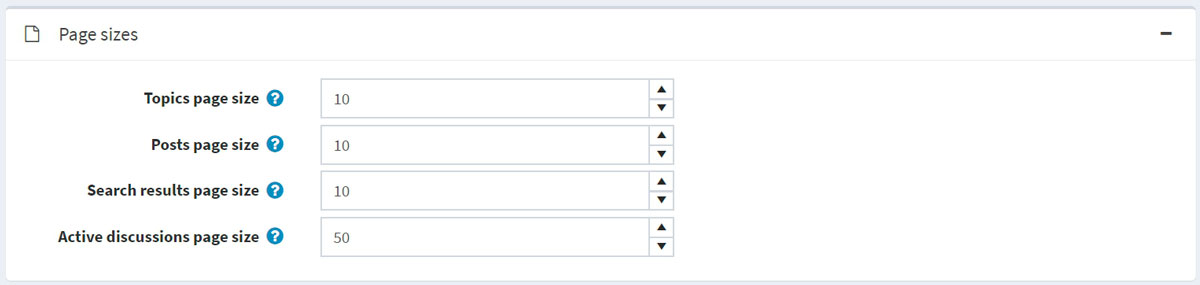 Page sizes
Topics page size ? 10
Posts page size ? 10
Search results page size ? 10
Active discussions page size ? 50